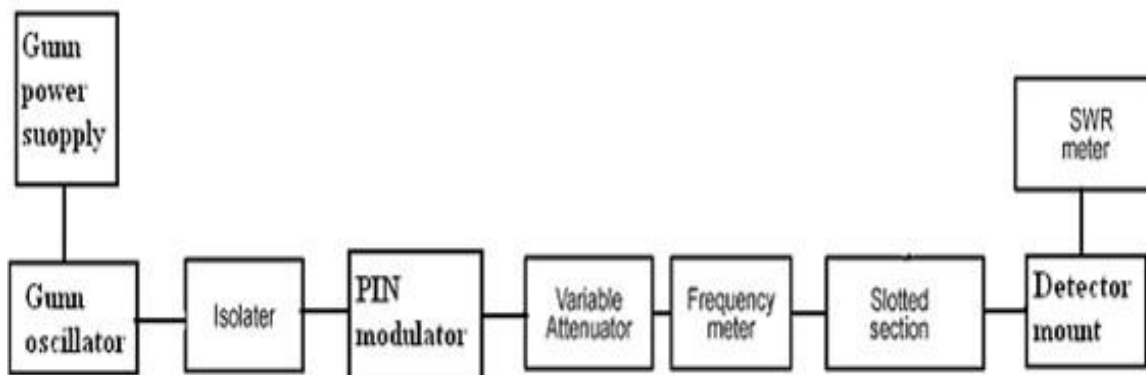 Gunn
power
suopply
SWR
meter
Gunn
oscillator
Isolater
PIN
modulator
Variable
Attenuator
Frequency
meter
Slotted
section
Detector
mount